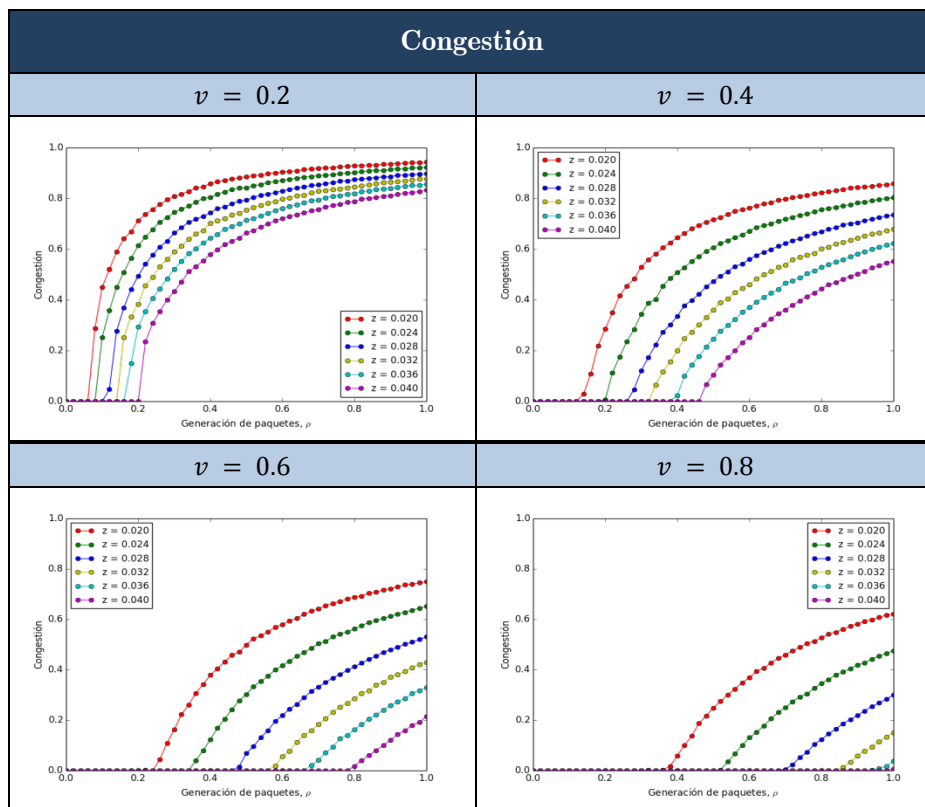 Congestión
v = 0.2
v = 0.4
1.0
0.8
0.6
0.4
0.2
0.0
Congestión
z = 0.020
z = 0.024
z = 0.028
z = 0.032
z = 0.036
z = 0.040
0.0 0.2 0.4 0.6 0.8 1.0
Generación de paquetes, ρ
1.0
0.8
0.6
0.4
0.2
0.0
Congestión
z = 0.020
z = 0.024
z = 0.028
z = 0.032
z = 0.036
z = 0.040
0.0 0.2 0.4 0.6 0.8 1.0
Generación de paquetes, ρ
v = 0.6
v = 0.8
1.0
0.8
0.6
0.4
0.2
0.0
Congestión
z = 0.020
z = 0.024
z = 0.028
z = 0.032
z = 0.036
z = 0.040
0.0 0.2 0.4 0.6 0.8 1.0
Generación de paquetes, ρ
1.0
0.8
0.6
0.4
0.2
0.0
Congestión
z = 0.020
z = 0.024
z = 0.028
z = 0.032
z = 0.036
z = 0.040
0.0 0.2 0.4 0.6 0.8 1.0
Generación de paquetes, ρ